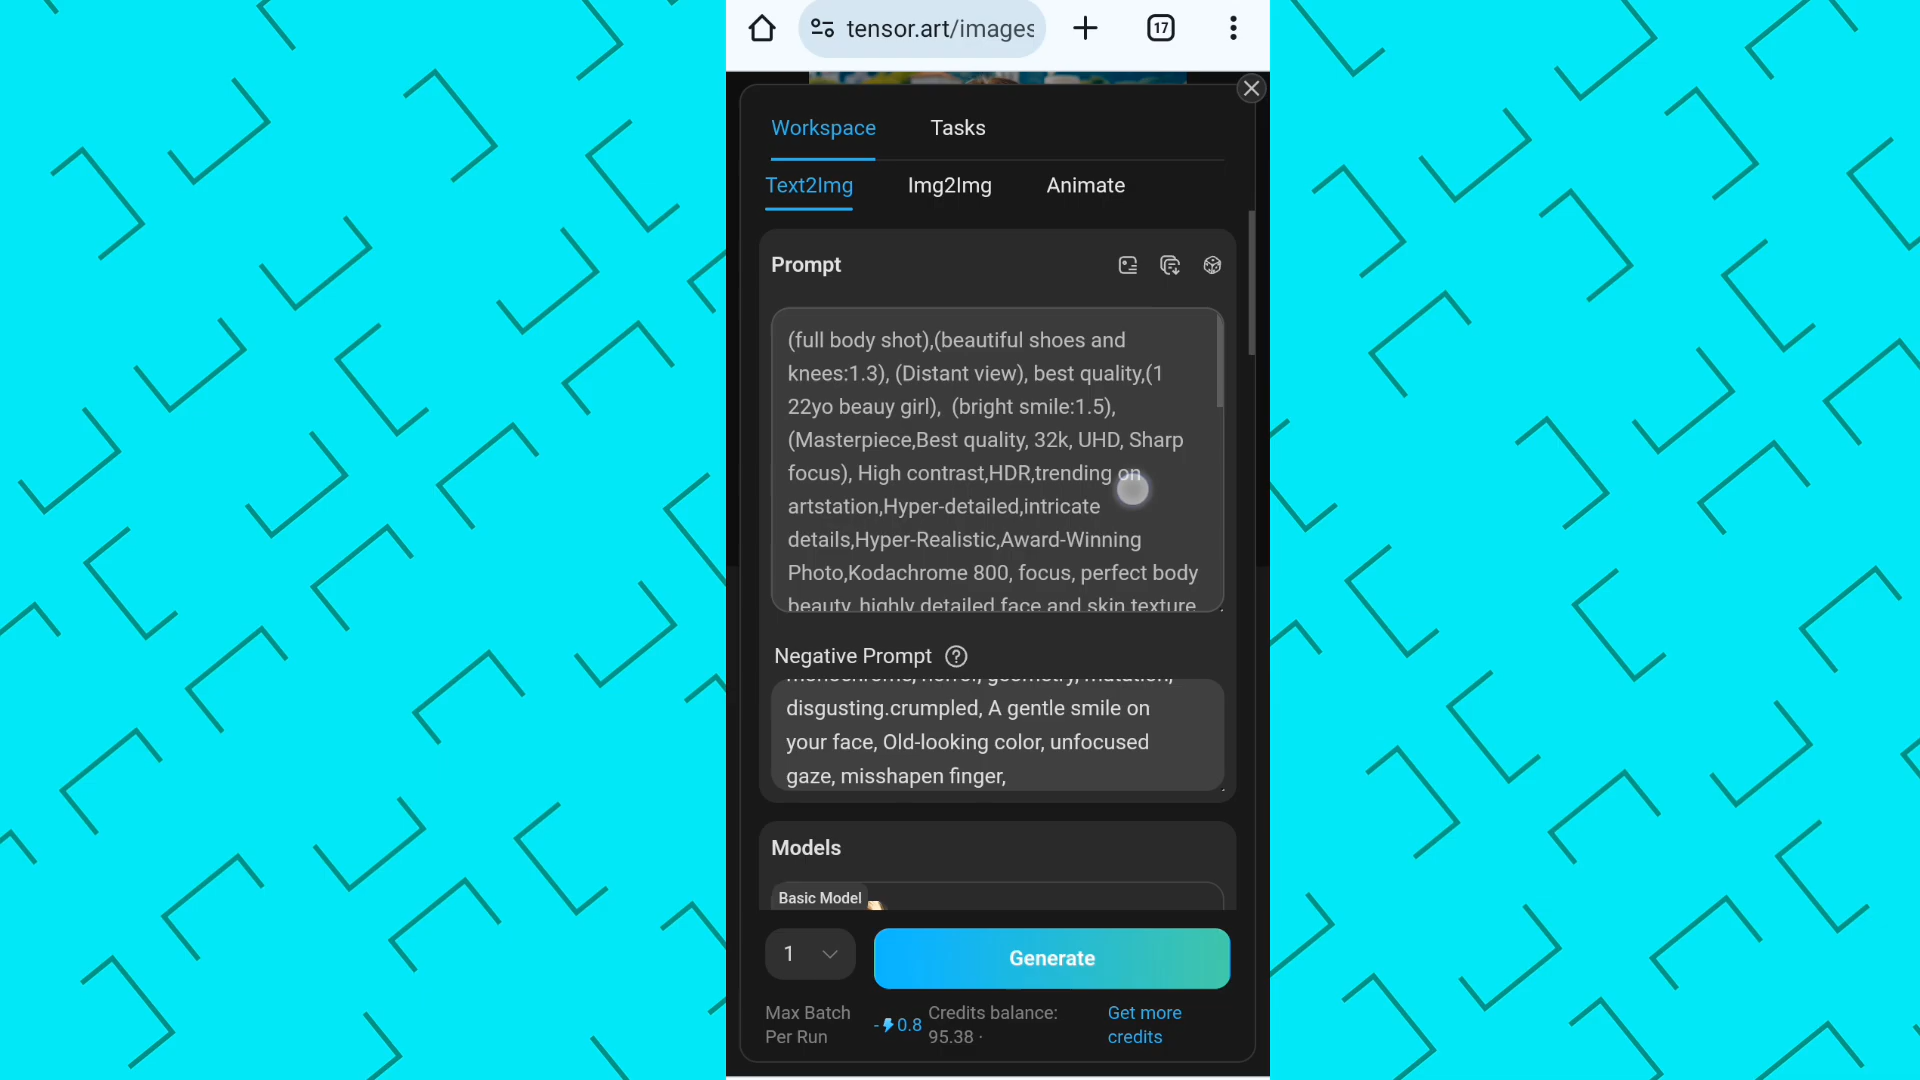 tensor.art/images
17
Workspace
Tasks
Text2Img
Img2Img
Animate
Prompt
(full body shot),(beautiful shoes and
knees:1.3), (Distant view), best quality,(1
22yo beauy girl), (bright smile:1.5),
(Masterpiece,Best quality, 32k, UHD, Sharp
focus), High contrast,HDR,trending on
artstation,Hyper-detailed,intricate
details,Hyper-Realistic,Award-Winning
Photo,Kodachrome 800, focus, perfect body
beauty, highly detailed face and skin texture
Negative Prompt ?
monochrome, horror, geometry, mutation,
disgusting.crumpled, A gentle smile on
your face, Old-looking color, unfocused
gaze, misshapen finger,
Models
Basic Model
1
Generate
Max Batch
Per Run
- 0.8
Credits balance:
95.38 ·
Get more
credits